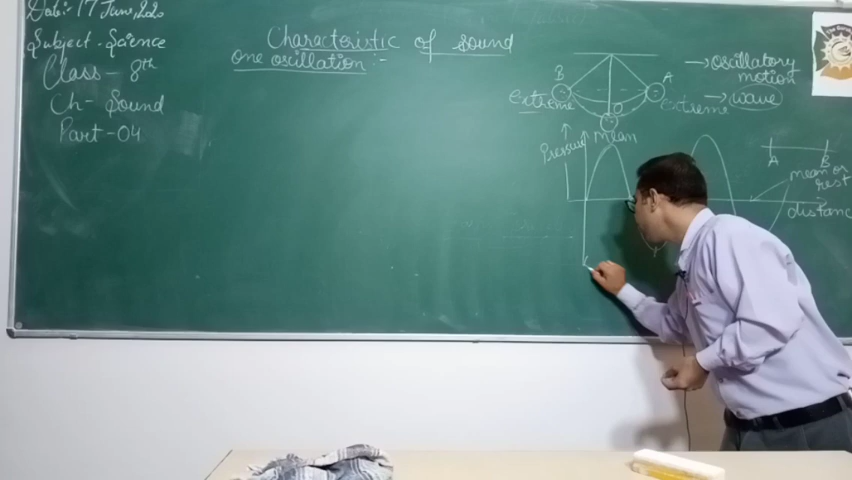 Date:- 17 June, 2020
Subject - Science
Class - 8th
Ch- Sound
Part-04
Characteristic of sound
one oscillation :-
B
A
O
extreme
extreme
Mean
→ Oscillatory motion
→ wave
Pressure
A
B
mean or rest
distanc